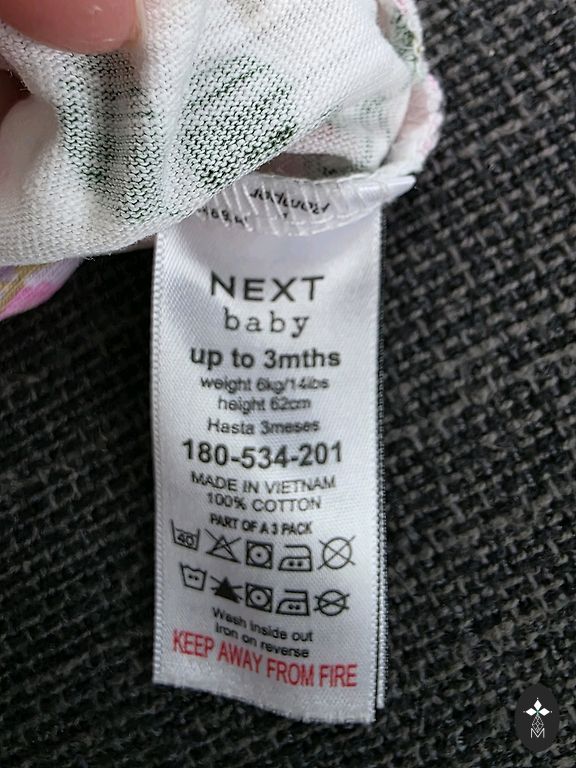 NEXT
baby
up to 3mths
weight 6kg/14lbs
height 62cm
Hasta 3meses
180-534-201
MADE IN VIETNAM
100% COTTON
PART OF A 3 PACK
40
Wash inside out
Iron on reverse
KEEP AWAY FROM FIRE
M